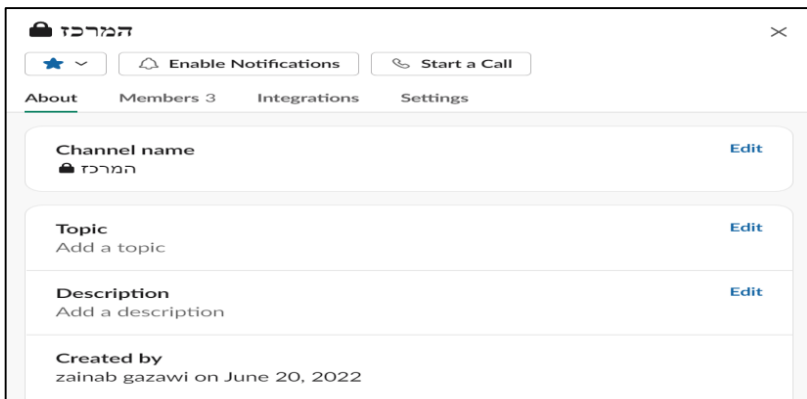 המרכז
Enable Notifications Start a Call
About Members 3 Integrations Settings
Channel name Edit
המרכז
Topic Edit
Add a topic
Description Edit
Add a description
Created by
zainab gazawi on June 20, 2022